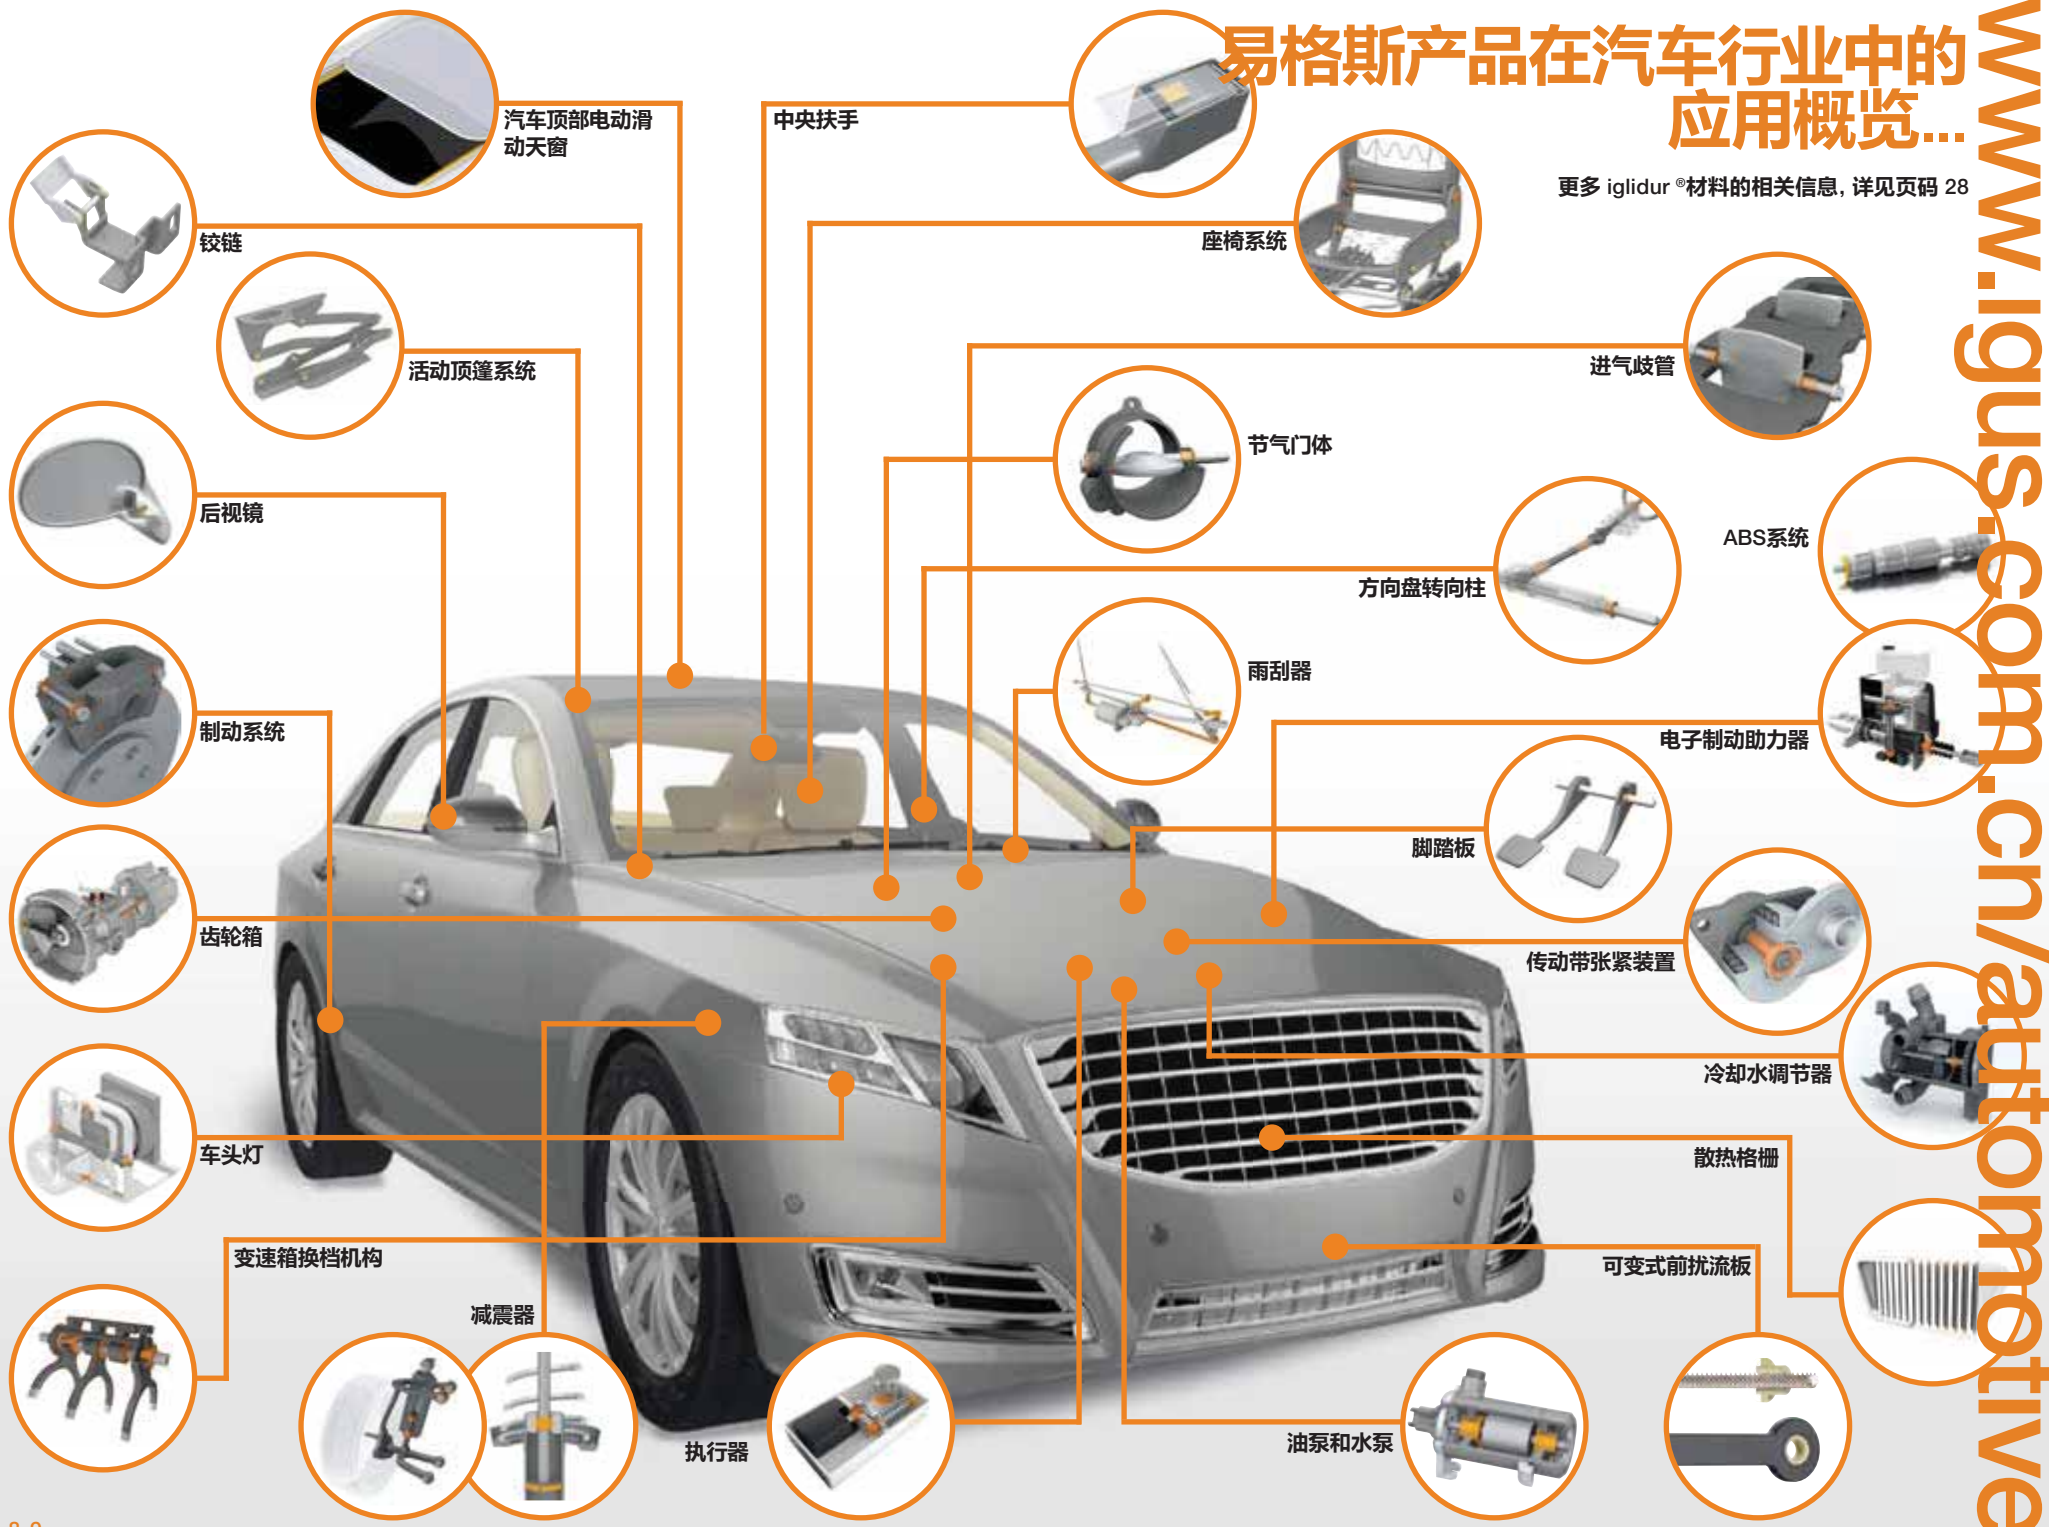 易格斯产品在汽车行业中的
应用概览...
更多 iglidur ®材料的相关信息, 详见页码 28
www.igus.com.cn/automotive
汽车顶部电动滑
动天窗
中央扶手
铰链
座椅系统
活动顶篷系统
进气歧管
节气门体
后视镜
ABS系统
方向盘转向柱
雨刮器
制动系统
电子制动助力器
脚踏板
齿轮箱
传动带张紧装置
冷却水调节器
车头灯
散热格栅
变速箱换档机构
可变式前扰流板
减震器
执行器
油泵和水泵